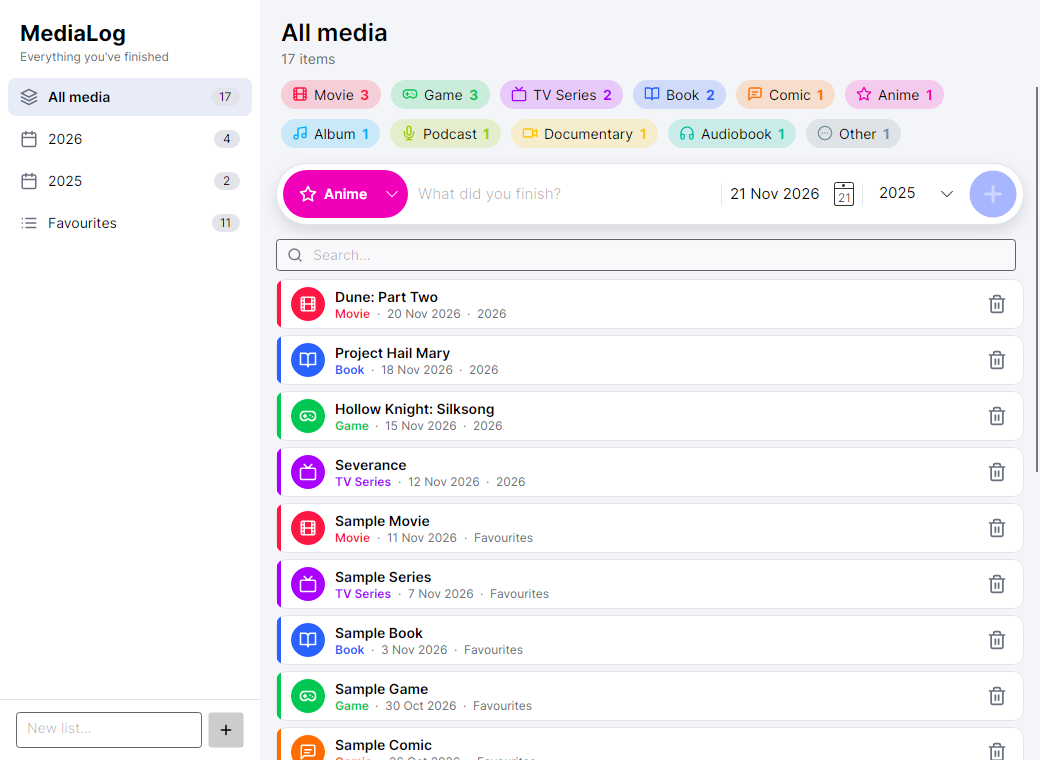 MediaLog
Everything you've finished
All media 17
2026 4
2025 2
Favourites 11
New list...
+
All media
17 items
Movie 3 Game 3 TV Series 2 Book 2 Comic 1 Anime 1
Album 1 Podcast 1 Documentary 1 Audiobook 1 Other 1
Anime What did you finish? 21 Nov 2026 21 2025 +
Search...
Dune: Part Two
Movie · 20 Nov 2026 · 2026
Project Hail Mary
Book · 18 Nov 2026 · 2026
Hollow Knight: Silksong
Game · 15 Nov 2026 · 2026
Severance
TV Series · 12 Nov 2026 · 2026
Sample Movie
Movie · 11 Nov 2026 · Favourites
Sample Series
TV Series · 7 Nov 2026 · Favourites
Sample Book
Book · 3 Nov 2026 · Favourites
Sample Game
Game · 30 Oct 2026 · Favourites
Sample Comic